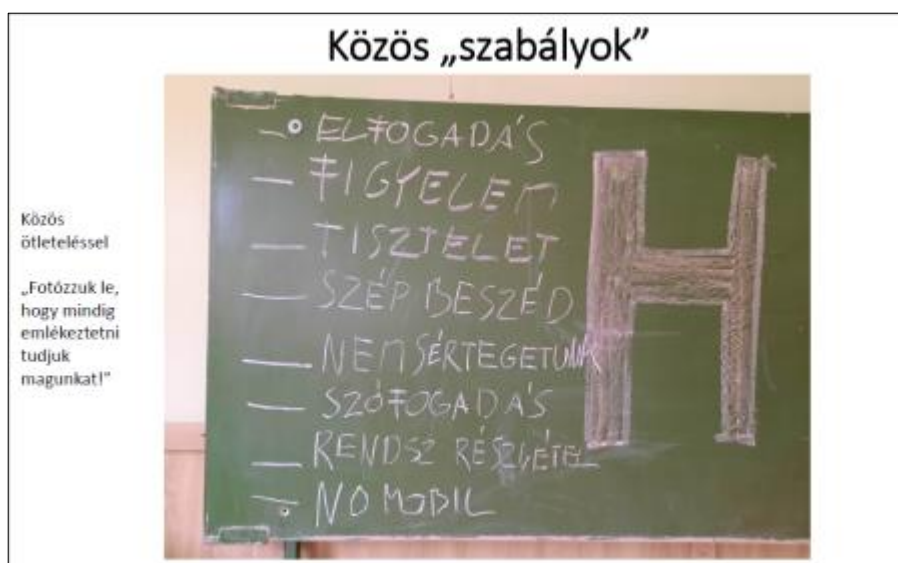 Közös „szabályok”
Közös
ötleteléssel
„Fotózzuk le,
hogy mindig
emlékeztetni
tudjuk
magunkat!”
– ELFOGADÁS
– FIGYELEM
– TISZTELET
– SZÉP BESZÉD
– NEM SÉRTEGETÜNK
– SZÓFOGADÁS
– RENDSZ RÉSZVÉTEL
– NO MOBIL
H